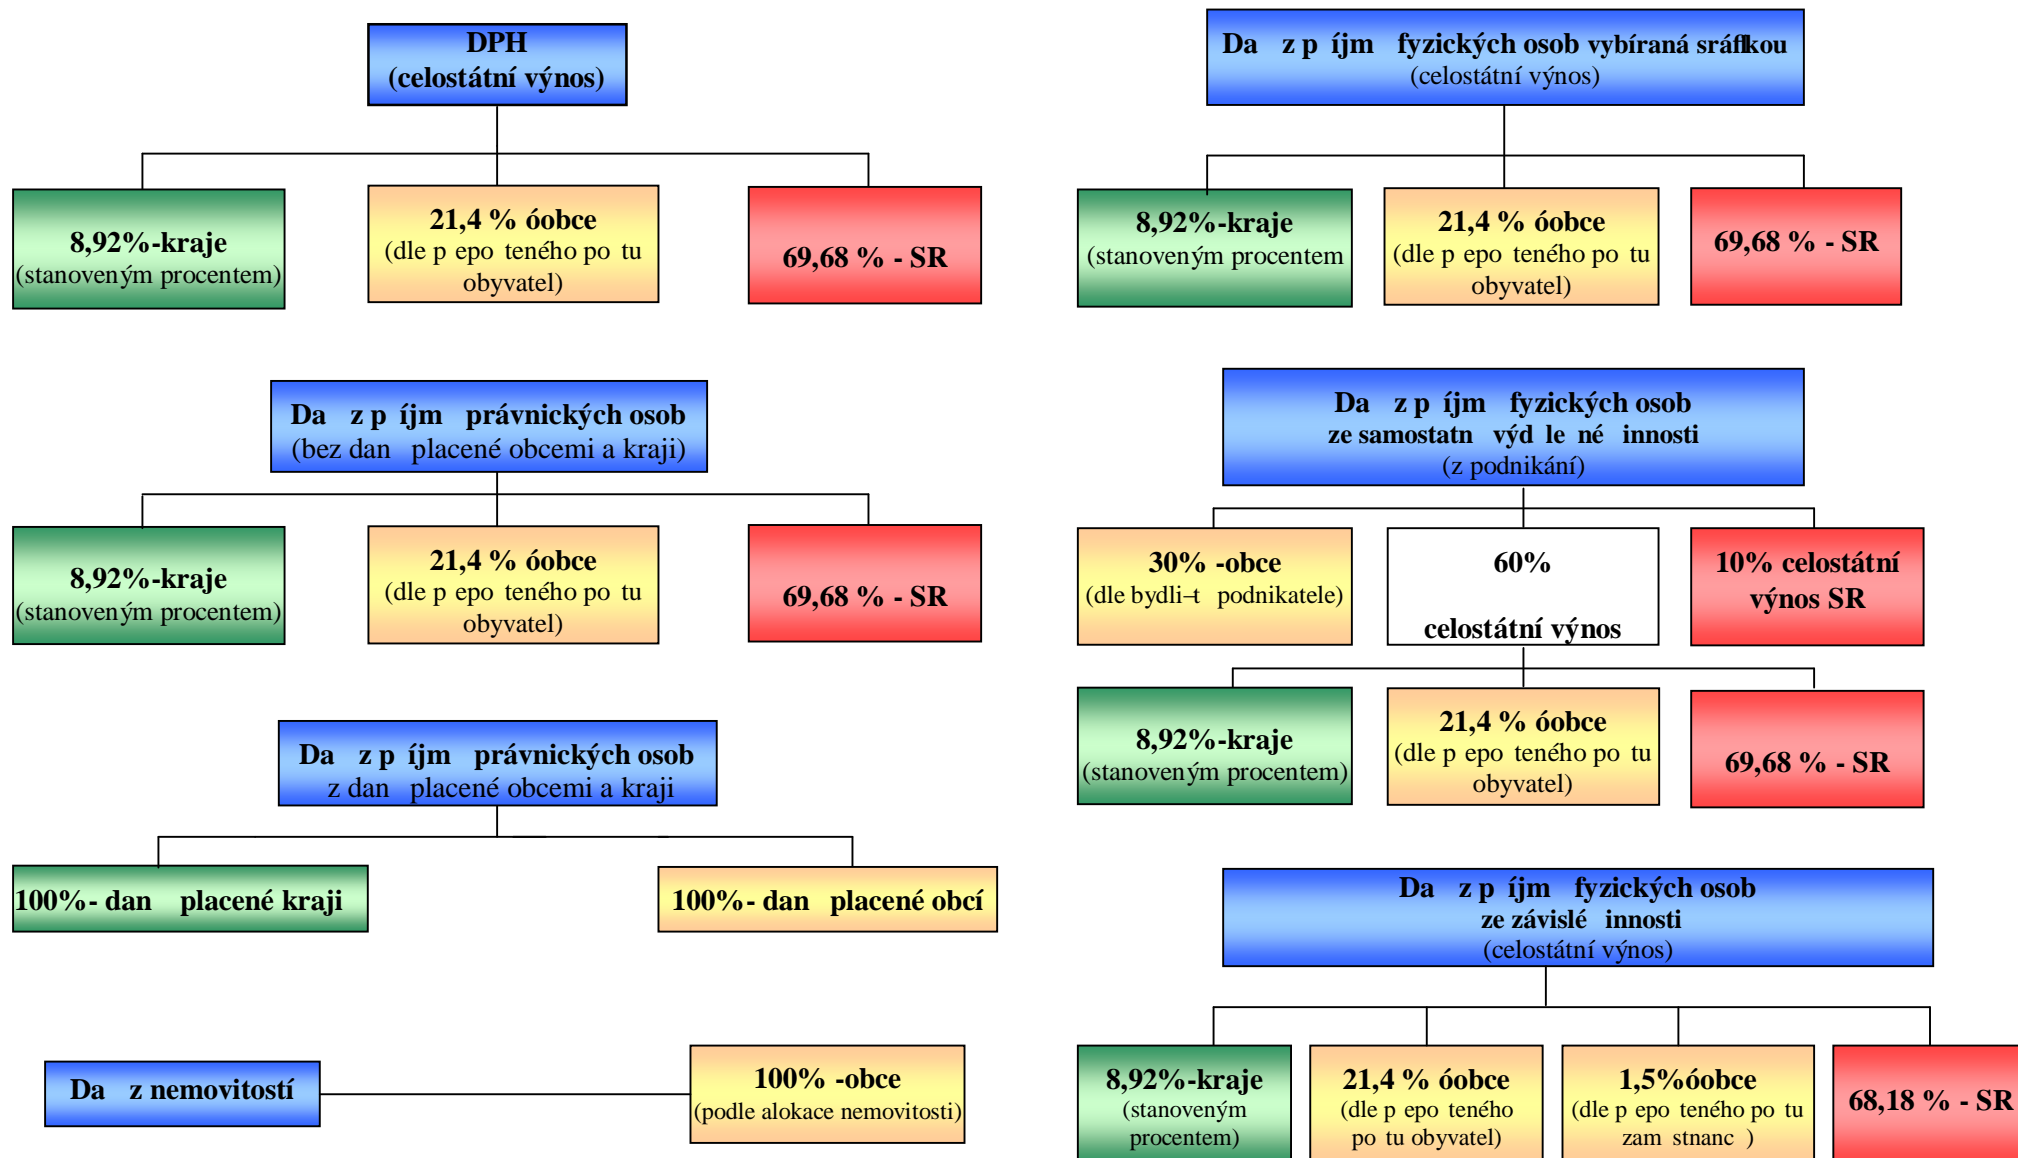 DPH
(celostátní výnos)
8,92%-kraje
(stanoveným procentem)
21,4 % óobce
(dle p epo teného po tu
obyvatel)
69,68 % - SR
Da z p íjm právnických osob
(bez dan placené obcemi a kraji)
8,92%-kraje
(stanoveným procentem)
21,4 % óobce
(dle p epo teného po tu
obyvatel)
69,68 % - SR
Da z p íjm právnických osob
z dan placené obcemi a kraji
100%- dan placené kraji
100%- dan placené obcí
Da z nemovitostí
100% -obce
(podle alokace nemovitosti)
Da z p íjm fyzických osob vybíraná sráflkou
(celostátní výnos)
8,92%-kraje
(stanoveným procentem
21,4 % óobce
(dle p epo teného po tu
obyvatel)
69,68 % - SR
Da z p íjm fyzických osob
ze samostatn výd le né innosti
(z podnikání)
30% -obce
(dle bydli–t podnikatele)
60%
celostátní výnos
10% celostátní
výnos SR
8,92%-kraje
(stanoveným procentem)
21,4 % óobce
(dle p epo teného po tu
obyvatel)
69,68 % - SR
Da z p íjm fyzických osob
ze závislé innosti
(celostátní výnos)
8,92%-kraje
(stanoveným
procentem)
21,4 % óobce
(dle p epo teného
po tu obyvatel)
1,5%óobce
(dle p epo teného po tu
zam stnanc )
68,18 % - SR